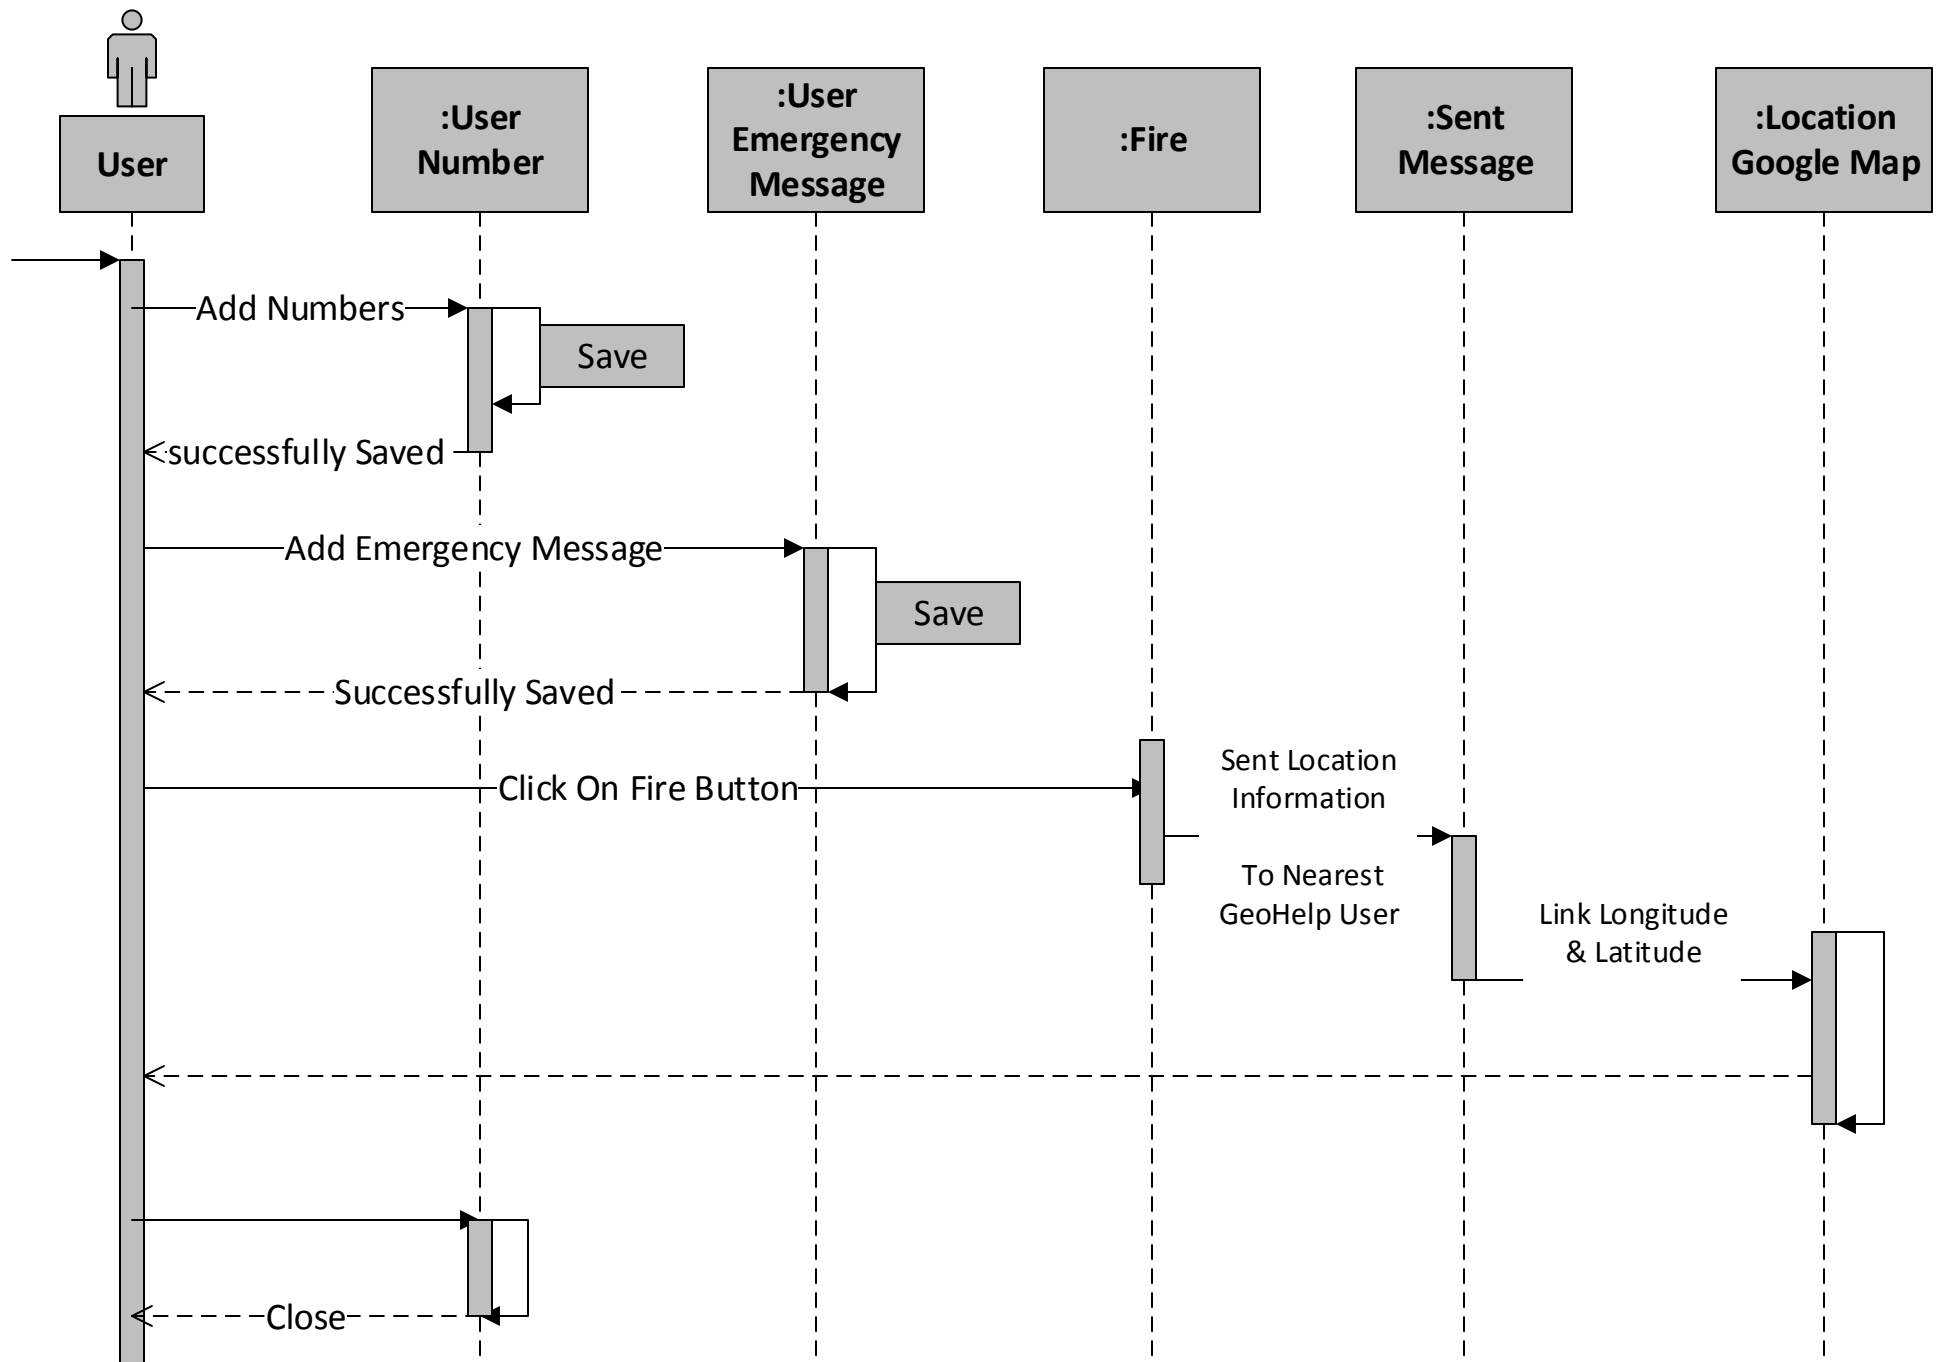 User
:User
Number
:User
Emergency
Message
:Fire
:Sent
Message
:Location
Google Map
Add Numbers
Save
successfully Saved
Add Emergency Message
Save
Successfully Saved
Click On Fire Button
Sent Location
Information
To Nearest
GeoHelp User
Link Longitude
& Latitude
Close